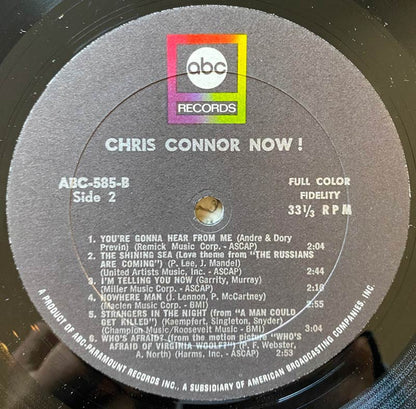 abc
RECORDS
CHRIS CONNOR NOW!
ABC-585-B
Side 2
FULL COLOR
FIDELITY
33 1/3 RPM
1. YOU'RE GONNA HEAR FROM ME (Andre & Dory
Previn) (Remick Music Corp. - ASCAP) 2:04
2. THE SHINING SEA (Love theme from "THE RUSSIANS
ARE COMING") (P. Lee, J. Mandel)
(United Artists Music, Inc. - ASCAP) 2:44
3. I'M TELLING YOU NOW (Garrity, Murray)
(Miller Music Corp. - ASCAP) 2:10
4. NOWHERE MAN (J. Lennon, P. McCartney)
(Maclen Music Corp. - BMI) 2:55
5. STRANGERS IN THE NIGHT (from "A MAN COULD
GET KILLED") (Kaempfert, Singleton, Snyder)
(Champion Music/Roosevelt Music - BMI) 3:04
6. WHO'S AFRAID? (from the motion picture "WHO'S
AFRAID OF VIRGINIA WOOLF?") (P. F. Webster,
A. North) (Harms, Inc. - ASCAP) 2:53
A PRODUCT OF ABC-PARAMOUNT RECORDS INC., A SUBSIDIARY OF AMERICAN BROADCASTING COMPANIES, INC.